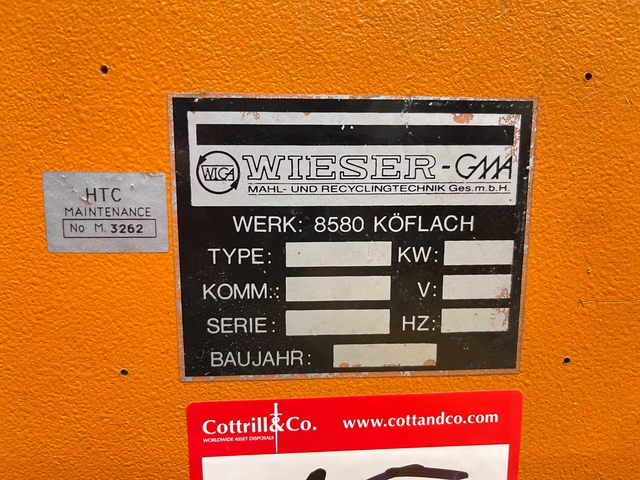 WIGA
WIESER-GMA
MAHL- UND RECYCLINGTECHNIK Ges.m.b.H.
WERK: 8580 KÖFLACH
TYPE: KW:
KOMM.: V:
SERIE: HZ:
BAUJAHR:
HTC
MAINTENANCE
No M. 3262
Cottrill&Co. www.cottandco.com
WORLDWIDE ASSET DISPOSALS